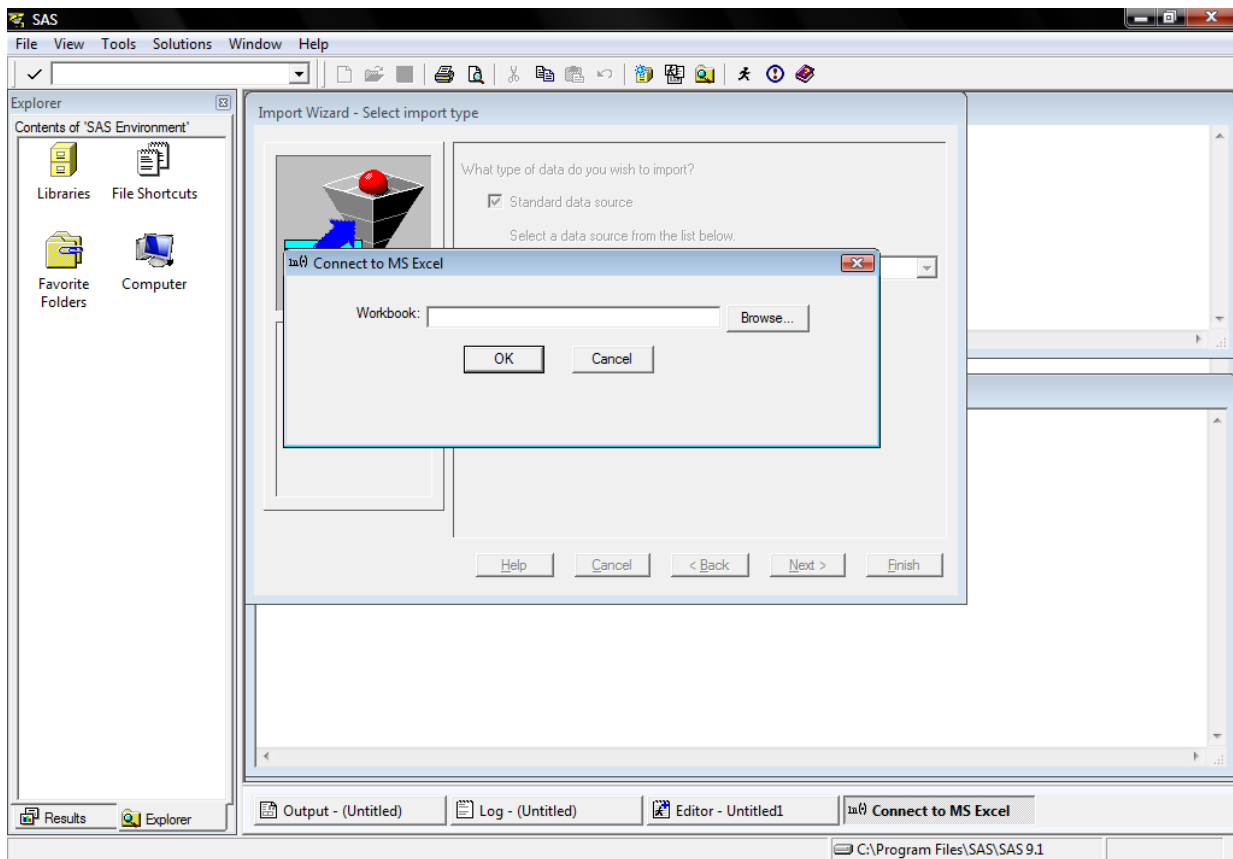 SAS
File View Tools Solutions Window Help
Explorer
Contents of 'SAS Environment'
Libraries File Shortcuts
Favorite Folders Computer
Import Wizard - Select import type
What type of data do you wish to import?
Standard data source
Select a data source from the list below.
Connect to MS Excel
Workbook:
Browse...
OK Cancel
Help Cancel < Back Next > Finish
Results Explorer
Output - (Untitled) Log - (Untitled) Editor - Untitled1 Connect to MS Excel
C:\Program Files\SAS\SAS 9.1